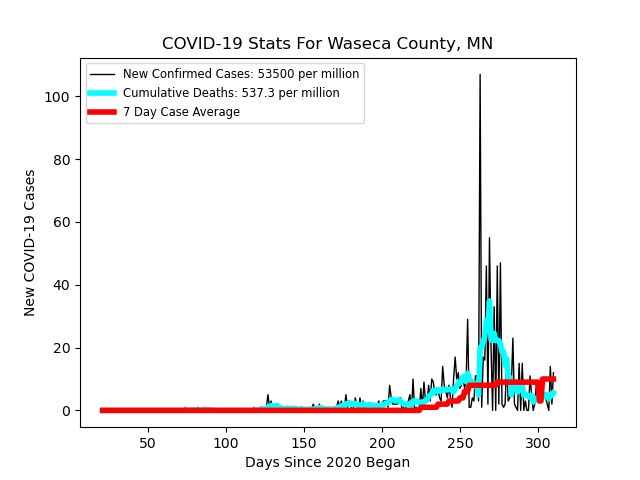 COVID-19 Stats For Waseca County, MN
New Confirmed Cases: 53500 per million
Cumulative Deaths: 537.3 per million
7 Day Case Average
New COVID-19 Cases
100
80
60
40
20
0
50 100 150 200 250 300
Days Since 2020 Began